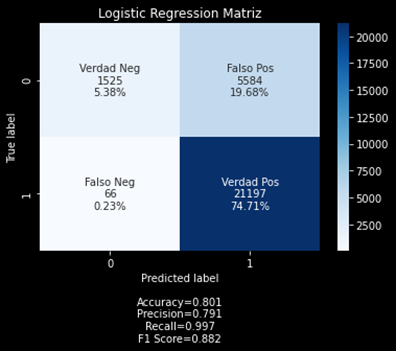 Logistic Regression Matriz
Verdad Neg
1525
5.38%
Falso Pos
5584
19.68%
Falso Neg
66
0.23%
Verdad Pos
21197
74.71%
True label
0
1
0
1
Predicted label
20000
17500
15000
12500
10000
7500
5000
2500
Accuracy=0.801
Precision=0.791
Recall=0.997
F1 Score=0.882